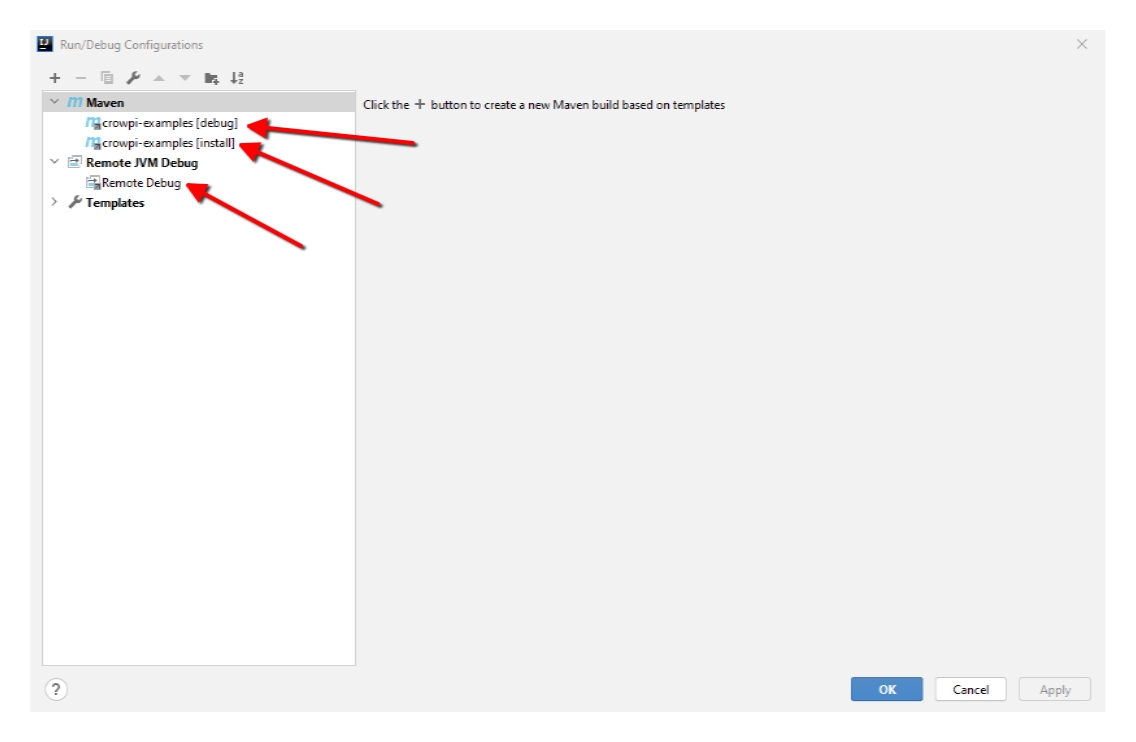 Run/Debug Configurations
Maven
Click the + button to create a new Maven build based on templates
crowpi-examples [debug]
crowpi-examples [install]
Remote JVM Debug
Remote Debug
Templates
?
OK Cancel Apply